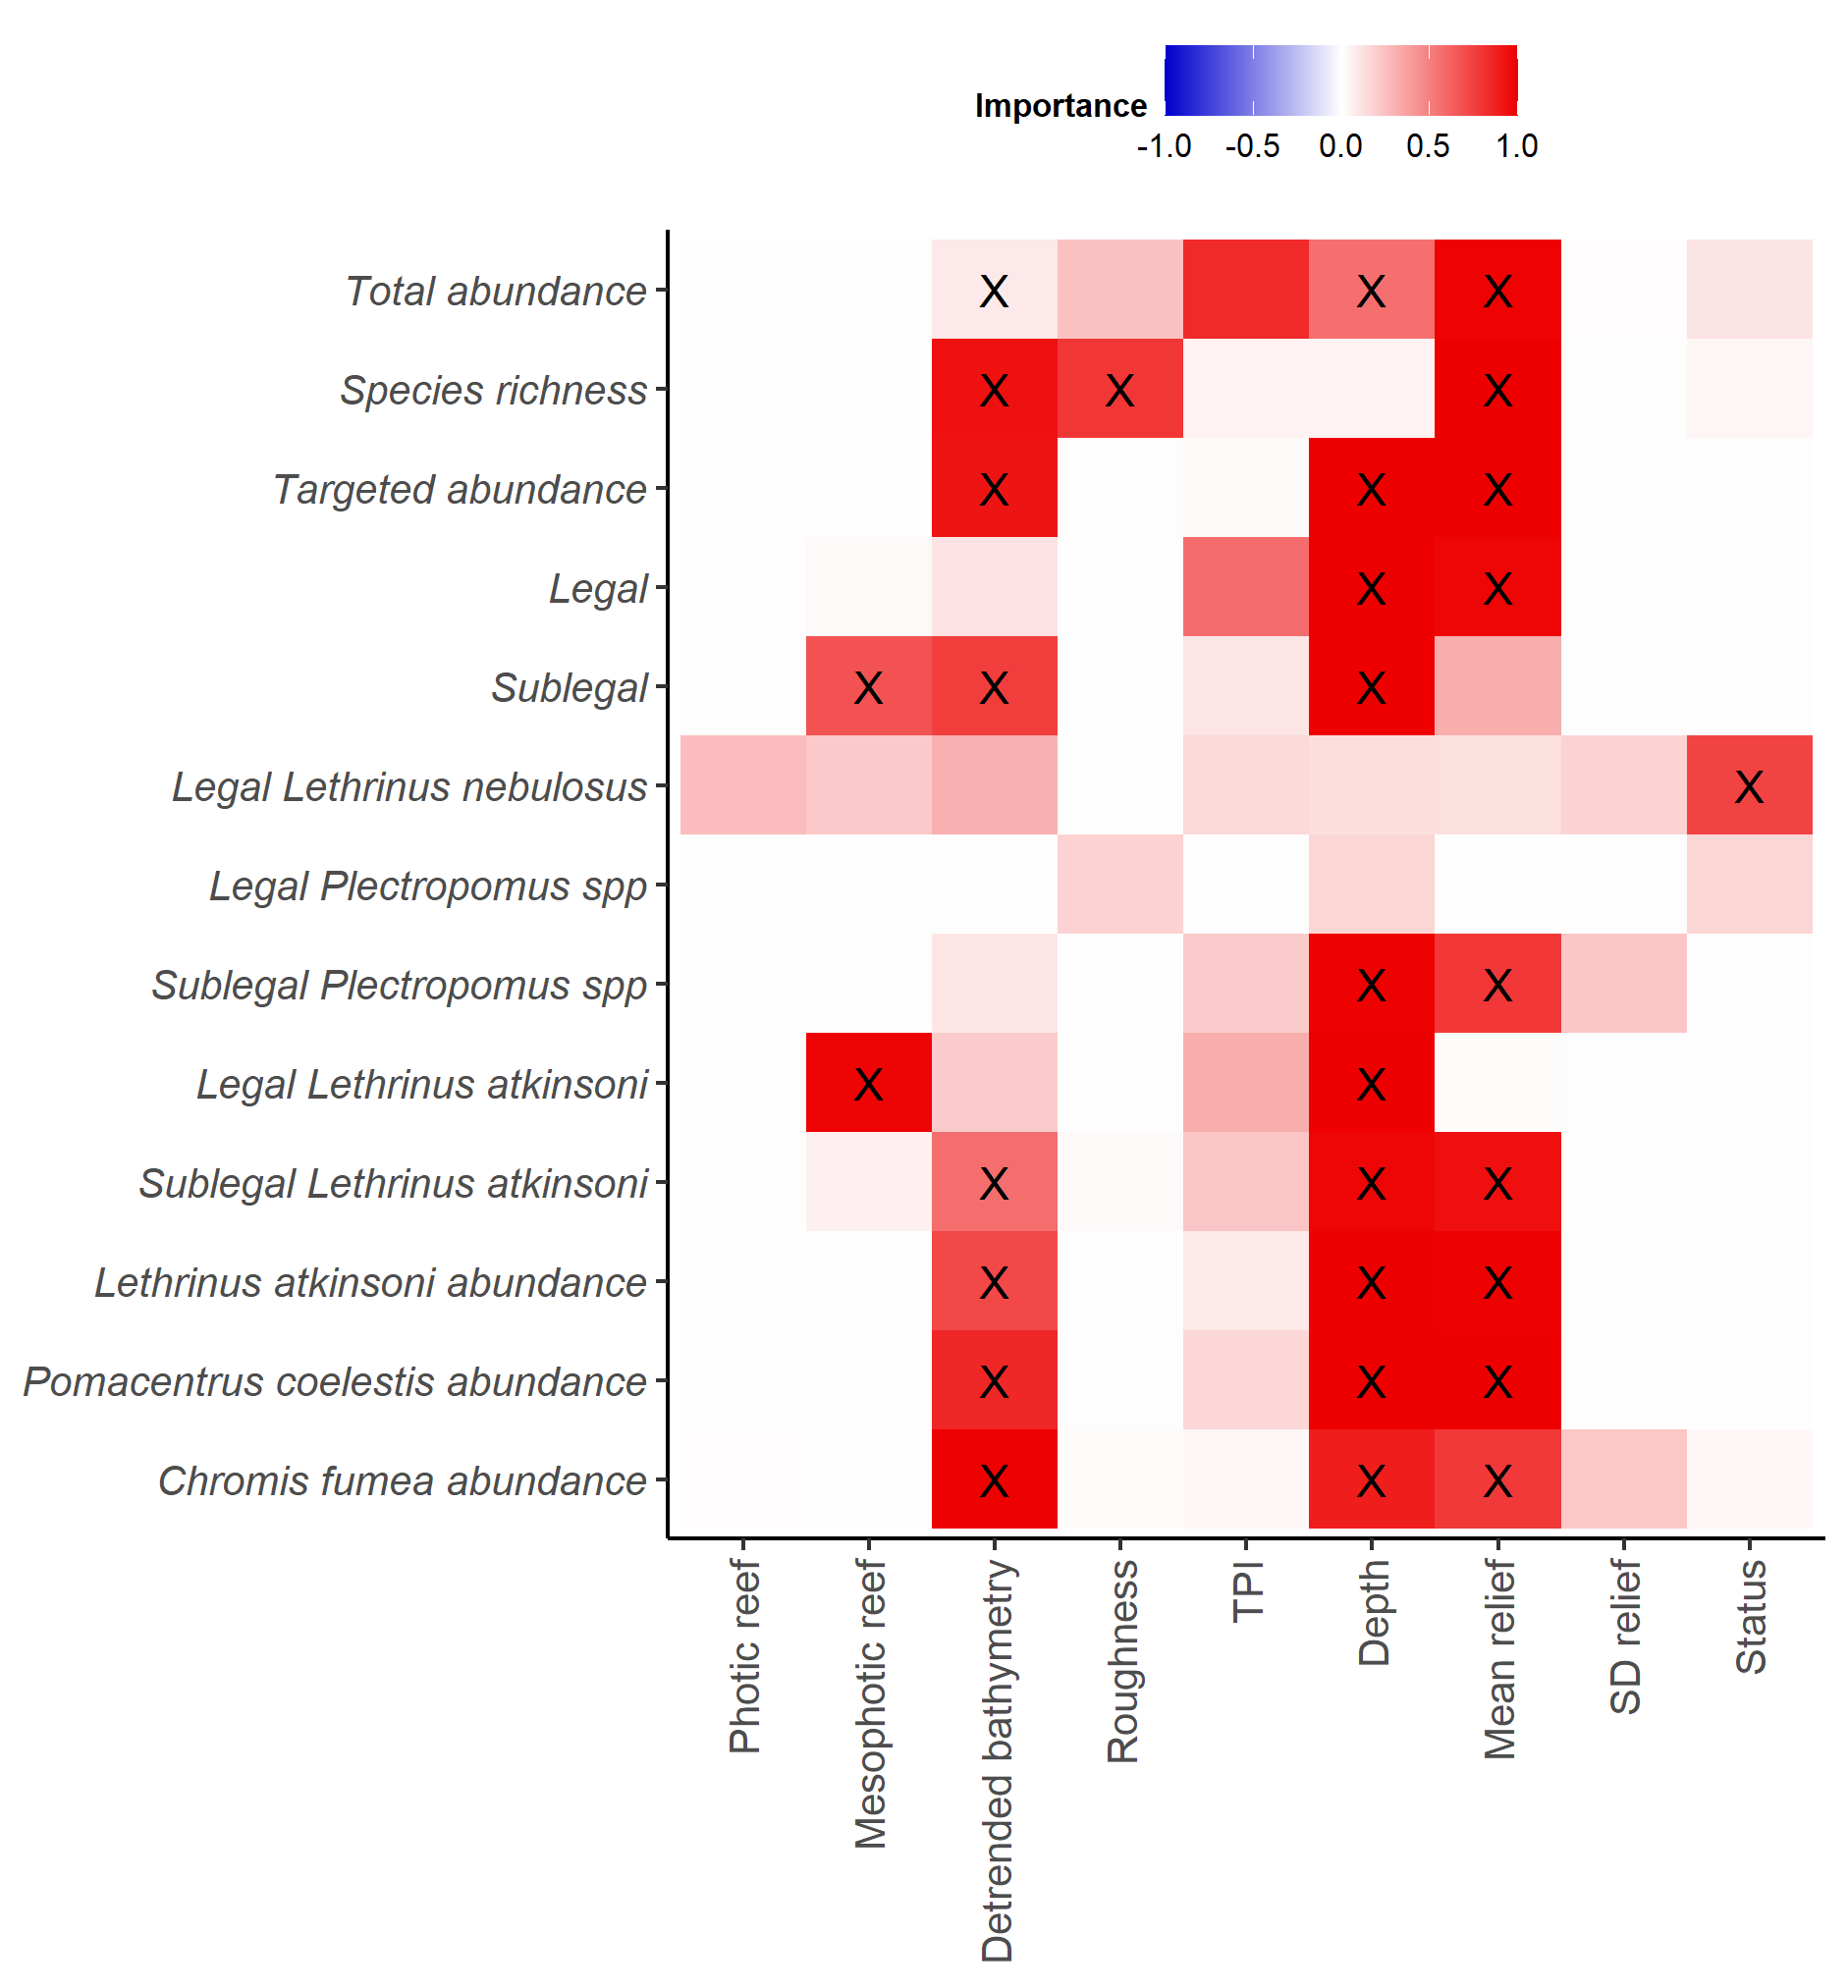 Importance
-1.0 -0.5 0.0 0.5 1.0
Total abundance X X X
Species richness X X X
Targeted abundance X X X
Legal X X
Sublegal X X X
Legal Lethrinus nebulosus X
Legal Plectropomus spp
Sublegal Plectropomus spp X X
Legal Lethrinus atkinsoni X X
Sublegal Lethrinus atkinsoni X X X
Lethrinus atkinsoni abundance X X X
Pomacentrus coelestis abundance X X X
Chromis fumea abundance X X X
Photic reef
Mesophotic reef
Detrended bathymetry
Roughness
TPI
Depth
Mean relief
SD relief
Status